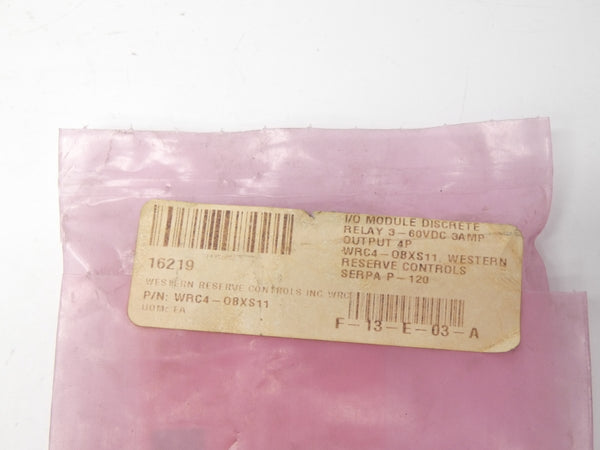 16219
WESTERN RESERVE CONTROLS INC WRC
P/N: WRC4-OBXS11
UOM: EA
I/O MODULE DISCRETE
RELAY 3-60VDC 3AMP
OUTPUT 4P
WRC4-OBXS11, WESTERN
RESERVE CONTROLS
SERPA P-120
F-13-E-03-A